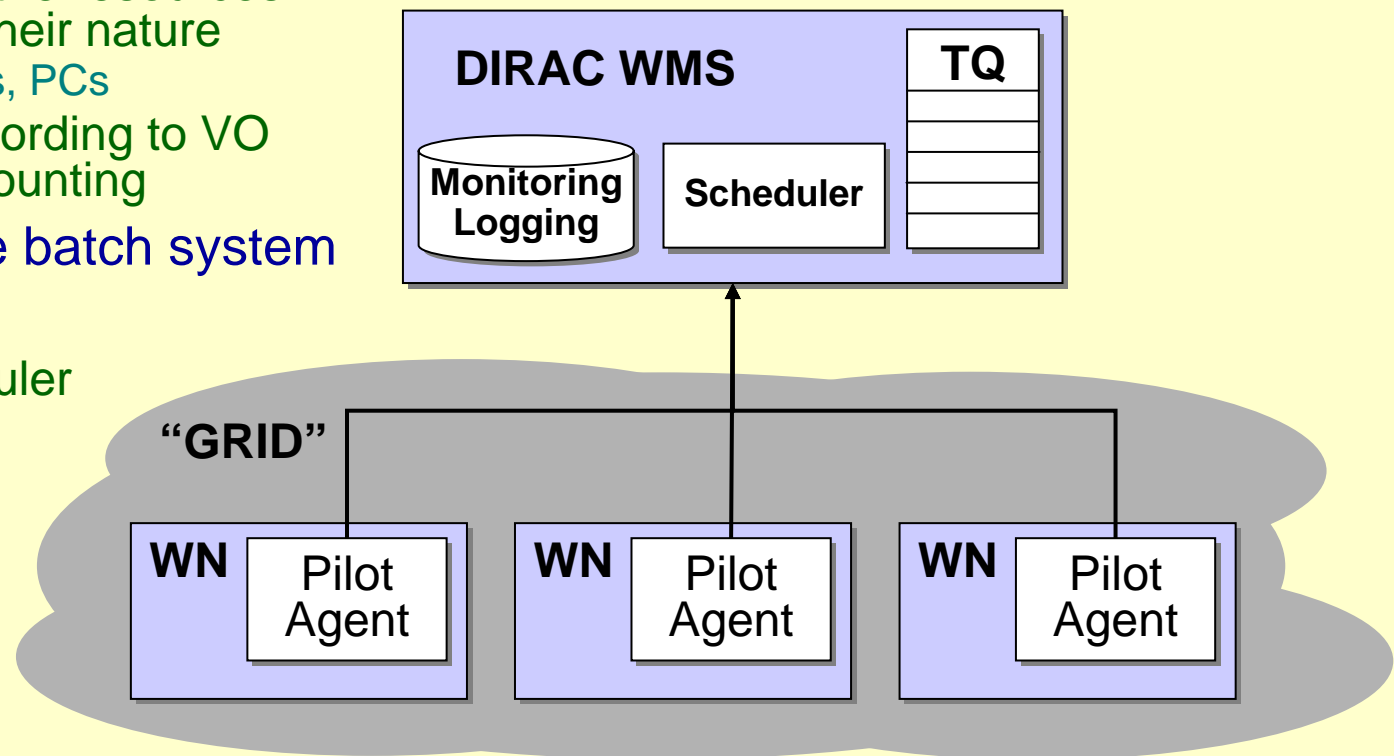 their nature
s, PCs
ording to VO
ounting
e batch system
uler
DIRAC WMS
TQ
Monitoring
Logging
Scheduler
“GRID”
WN
Pilot
Agent
WN
Pilot
Agent
WN
Pilot
Agent